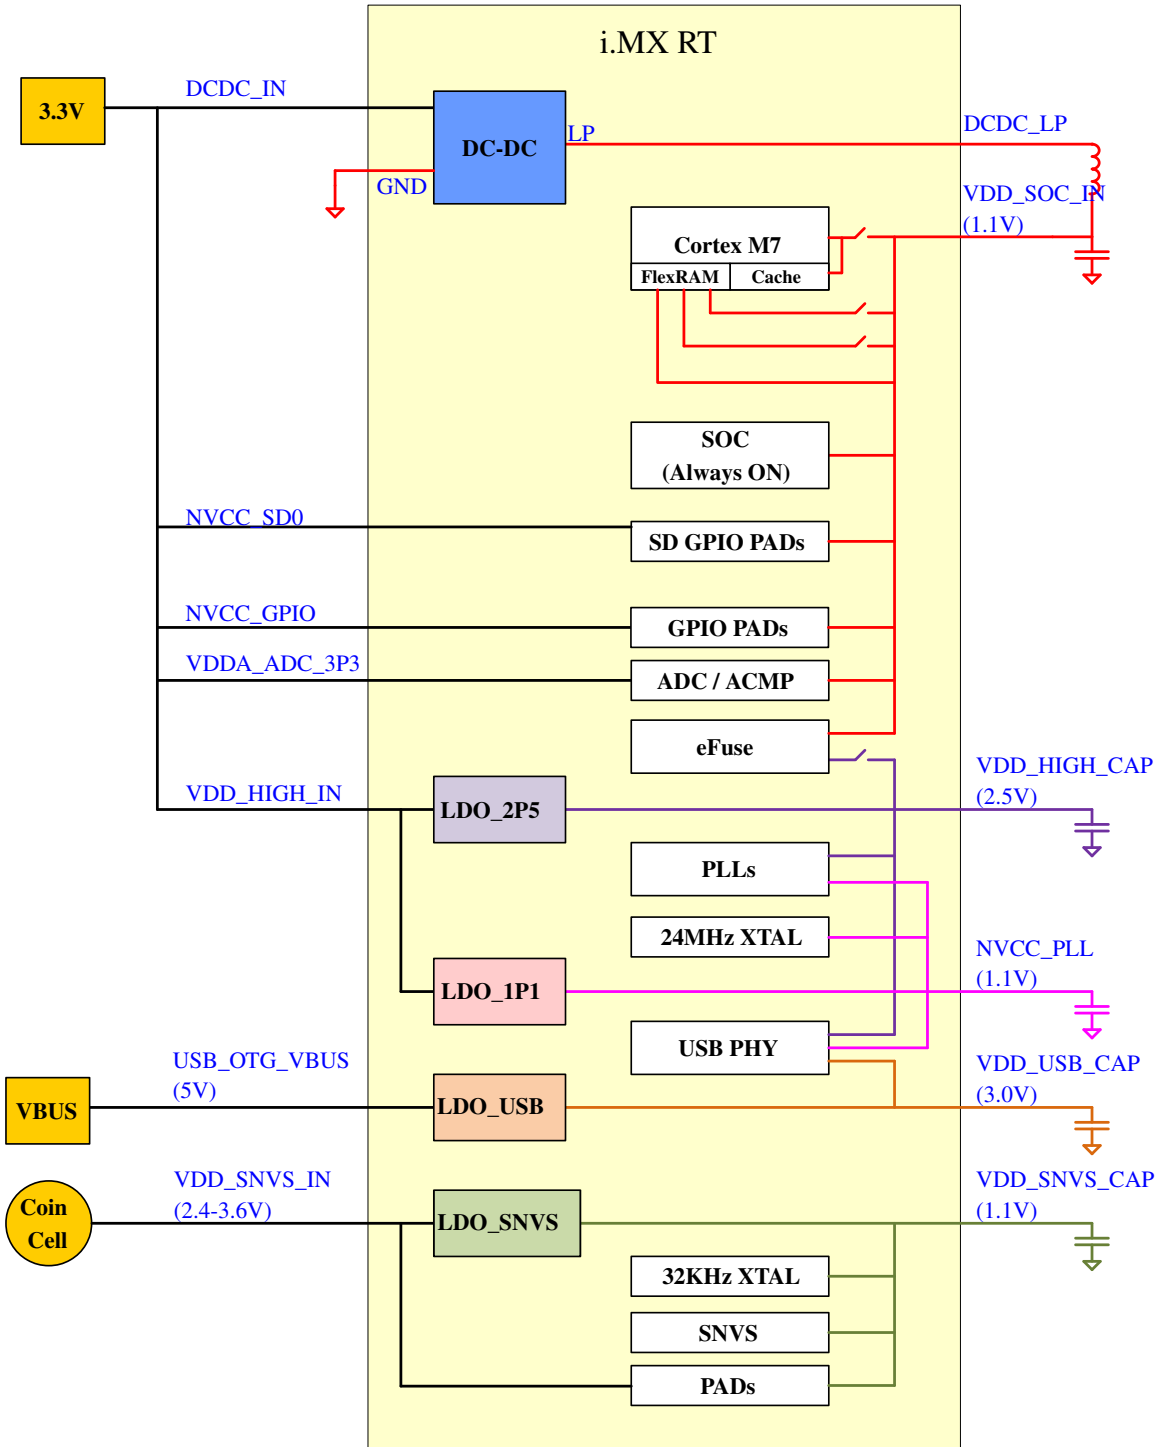 i.MX RT
DCDC_IN
3.3V
DC-DC
LP
DCDC_LP
GND
VDD_SOC_IN
(1.1V)
Cortex M7
FlexRAM
Cache
SOC
(Always ON)
NVCC_SD0
SD GPIO PADs
NVCC_GPIO
GPIO PADs
VDDA_ADC_3P3
ADC / ACMP
eFuse
VDD_HIGH_IN
LDO_2P5
VDD_HIGH_CAP
(2.5V)
PLLs
24MHz XTAL
LDO_1P1
NVCC_PLL
(1.1V)
USB PHY
USB_OTG_VBUS
(5V)
VBUS
LDO_USB
VDD_USB_CAP
(3.0V)
VDD_SNVS_IN
(2.4-3.6V)
Coin
Cell
LDO_SNVS
VDD_SNVS_CAP
(1.1V)
32KHz XTAL
SNVS
PADs